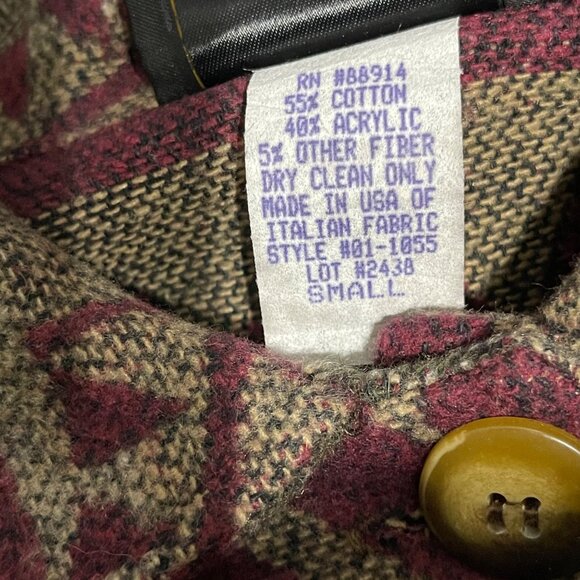 RN #88914
55% COTTON
40% ACRYLIC
5% OTHER FIBER
DRY CLEAN ONLY
MADE IN USA OF
ITALIAN FABRIC
STYLE #01-1055
LOT #2438
SMALL